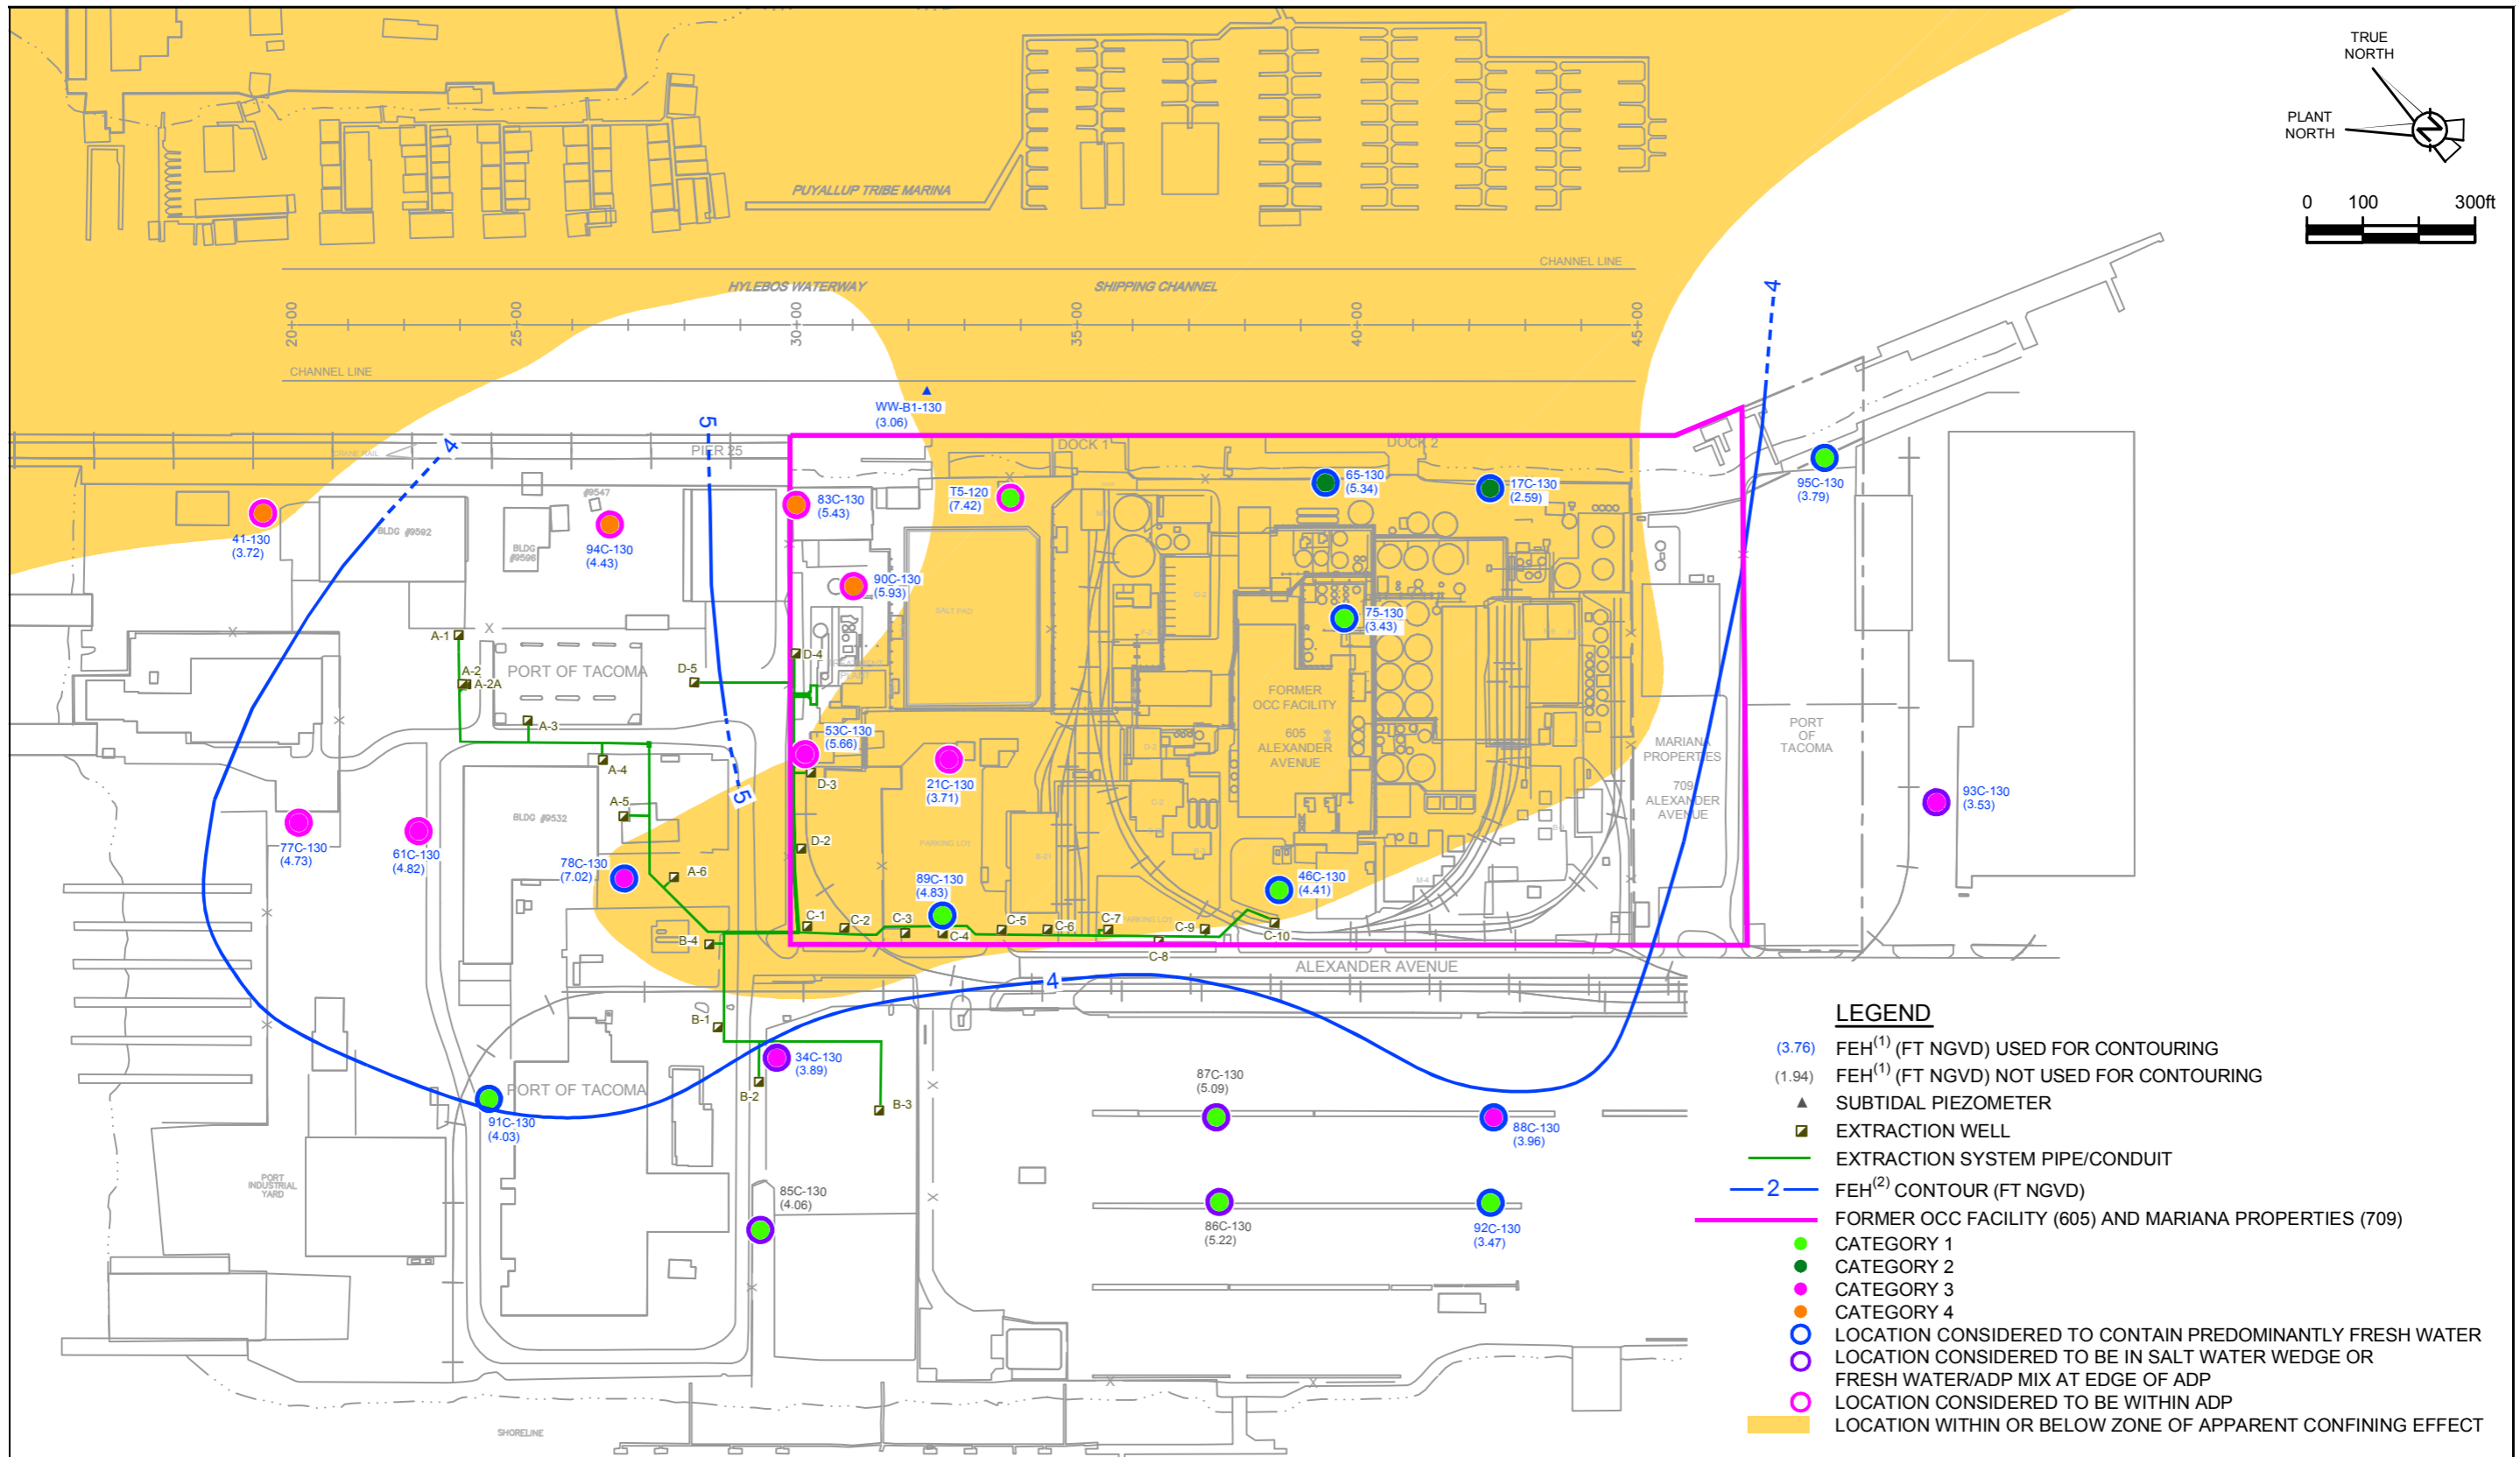 TRUE
NORTH
PLANT
NORTH
0 100 300ft
PUYALLUP TRIBE MARINA
CHANNEL LINE
HYLEBOS WATERWAY
SHIPPING CHANNEL
20+00
25+00
30+00
35+00
40+00
45+00
4
CHANNEL LINE
WW-B1-130
(3.06)
5
4
PIER 25
DOCK 1
DOCK 2
CRANE RAIL
41-130
(3.72)
BLDG #9592
#9547
BLDG
#9596
94C-130
(4.43)
83C-130
(5.43)
T5-120
(7.42)
65-130
(5.34)
17C-130
(2.59)
95C-130
(3.79)
90C-130
(5.93)
SALT PAD
75-130
(3.43)
A-1
A-2
A-2A
PORT OF TACOMA
D-5
D-4
A-3
FORMER
OCC FACILITY
605
ALEXANDER
AVENUE
MARIANA
PROPERTIES
709
ALEXANDER
AVENUE
PORT
OF
TACOMA
53C-130
(5.66)
A-4
D-3
21C-130
(3.71)
5
A-5
BLDG #9532
93C-130
(3.53)
77C-130
(4.73)
61C-130
(4.82)
D-2
PARKING LOT
B-21
78C-130
(7.02)
A-6
89C-130
(4.83)
46C-130
(4.41)
M-4
C-1
C-2
C-3
C-4
C-5
C-6
C-7
PARKING LOT
C-8
C-9
C-10
B-4
ALEXANDER AVENUE
4
B-1
34C-130
(3.89)
B-2
B-3
PORT OF TACOMA
91C-130
(4.03)
87C-130
(5.09)
88C-130
(3.96)
PORT
INDUSTRIAL
YARD
85C-130
(4.06)
86C-130
(5.22)
92C-130
(3.47)
SHORELINE
LEGEND
(3.76) FEH(1) (FT NGVD) USED FOR CONTOURING
(1.94) FEH(1) (FT NGVD) NOT USED FOR CONTOURING
SUBTIDAL PIEZOMETER
EXTRACTION WELL
EXTRACTION SYSTEM PIPE/CONDUIT
2 FEH(2) CONTOUR (FT NGVD)
FORMER OCC FACILITY (605) AND MARIANA PROPERTIES (709)
CATEGORY 1
CATEGORY 2
CATEGORY 3
CATEGORY 4
LOCATION CONSIDERED TO CONTAIN PREDOMINANTLY FRESH WATER
LOCATION CONSIDERED TO BE IN SALT WATER WEDGE OR
FRESH WATER/ADP MIX AT EDGE OF ADP
LOCATION CONSIDERED TO BE WITHIN ADP
LOCATION WITHIN OR BELOW ZONE OF APPARENT CONFINING EFFECT